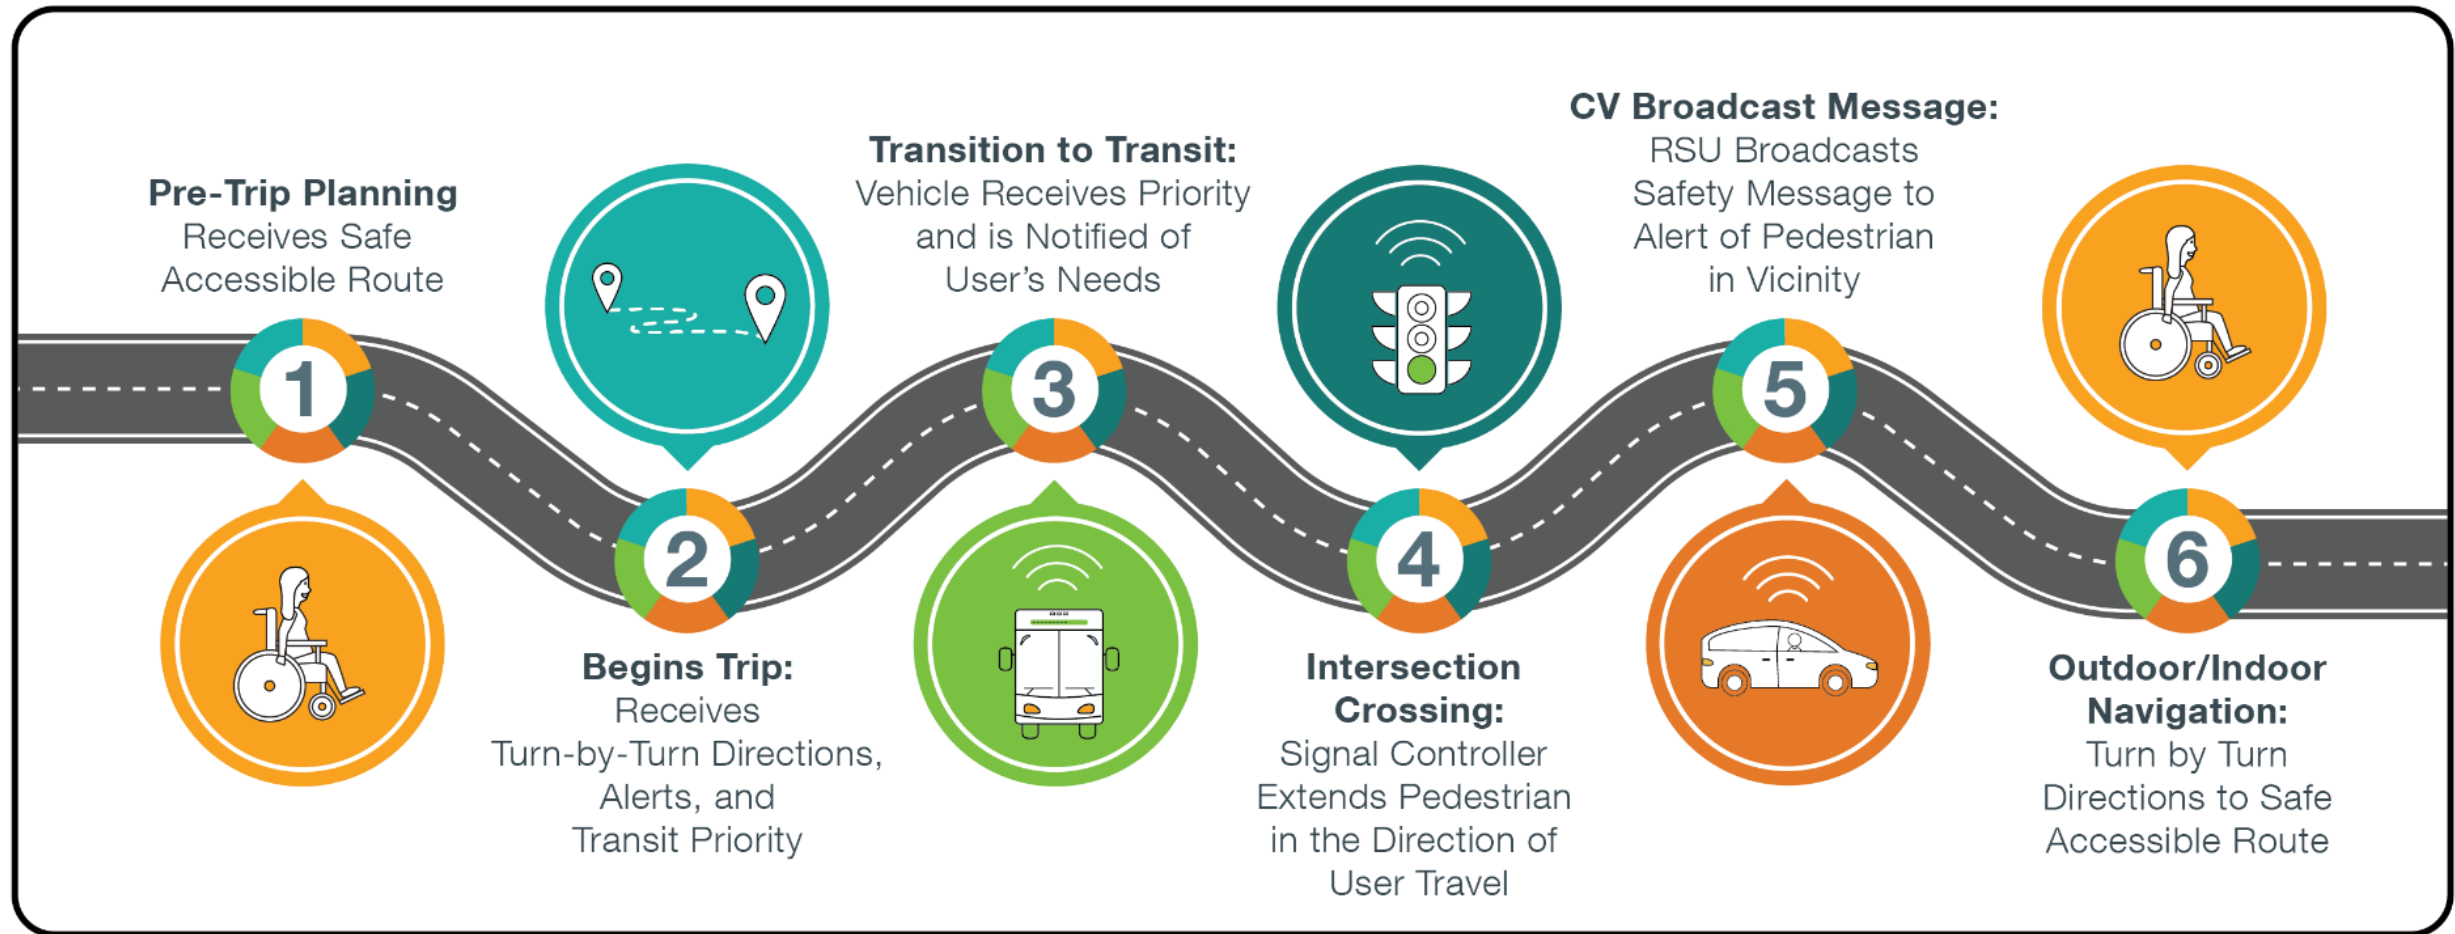 Pre-Trip Planning
Receives Safe
Accessible Route
1
2
Begins Trip:
Receives
Turn-by-Turn Directions,
Alerts, and
Transit Priority
Transition to Transit:
Vehicle Receives Priority
and is Notified of
User's Needs
3
4
Intersection
Crossing:
Signal Controller
Extends Pedestrian
in the Direction of
User Travel
CV Broadcast Message:
RSU Broadcasts
Safety Message to
Alert of Pedestrian
in Vicinity
5
6
Outdoor/Indoor
Navigation:
Turn by Turn
Directions to Safe
Accessible Route